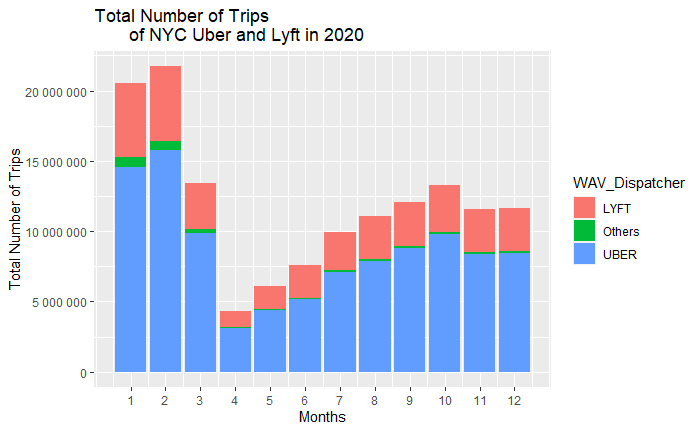 Total Number of Trips
of NYC Uber and Lyft in 2020
Total Number of Trips
20 000 000
15 000 000
10 000 000
5 000 000
0
1 2 3 4 5 6 7 8 9 10 11 12
Months
WAV_Dispatcher
LYFT
Others
UBER